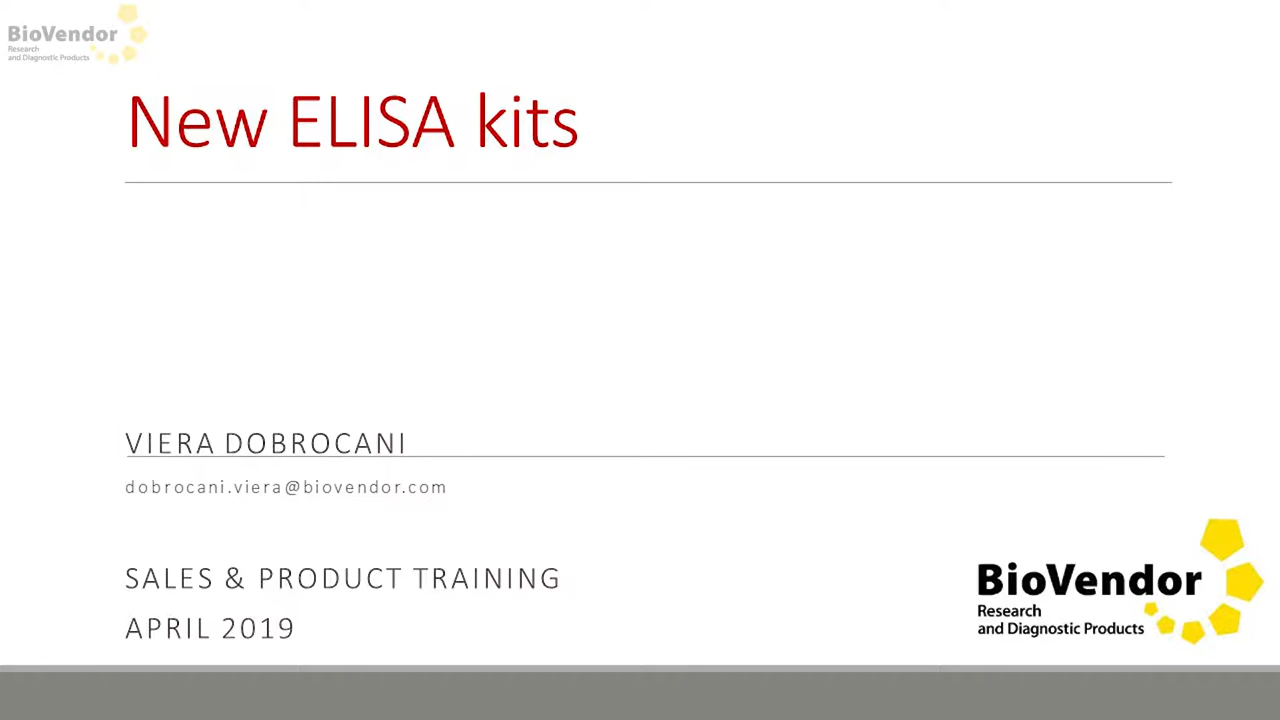 BioVendor
Research
and Diagnostic Products
New ELISA kits
VIERA DOBROCANI
dobrocani.viera@biovendor.com
SALES & PRODUCT TRAINING
APRIL 2019
BioVendor
Research
and Diagnostic Products